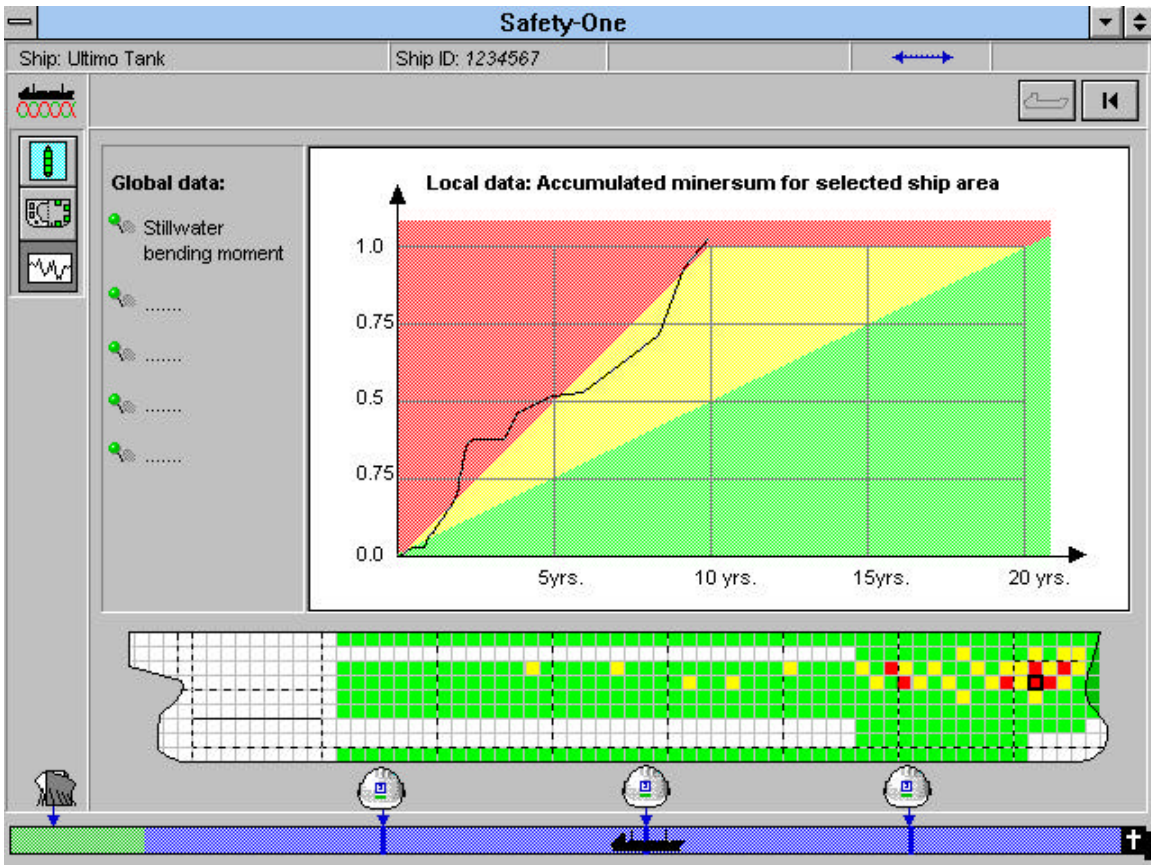 Safety-One
Ship: Ultimo Tank
Ship ID: 1234567
Global data:
Stillwater
bending moment
......
......
......
......
Local data: Accumulated minersum for selected ship area
1.0
0.75
0.5
0.75
0.0
5yrs.
10 yrs.
15yrs.
20 yrs.